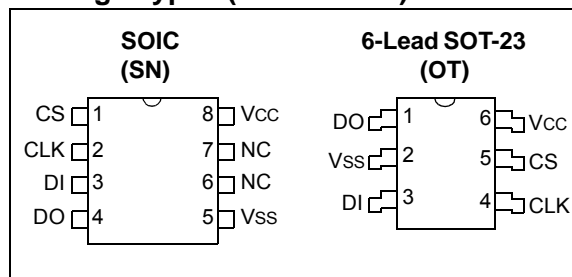 SOIC
(SN)
CS 1 8 VCC
CLK 2 7 NC
DI 3 6 NC
DO 4 5 VSS
6-Lead SOT-23
(OT)
DO 1 6 VCC
VSS 2 5 CS
DI 3 4 CLK